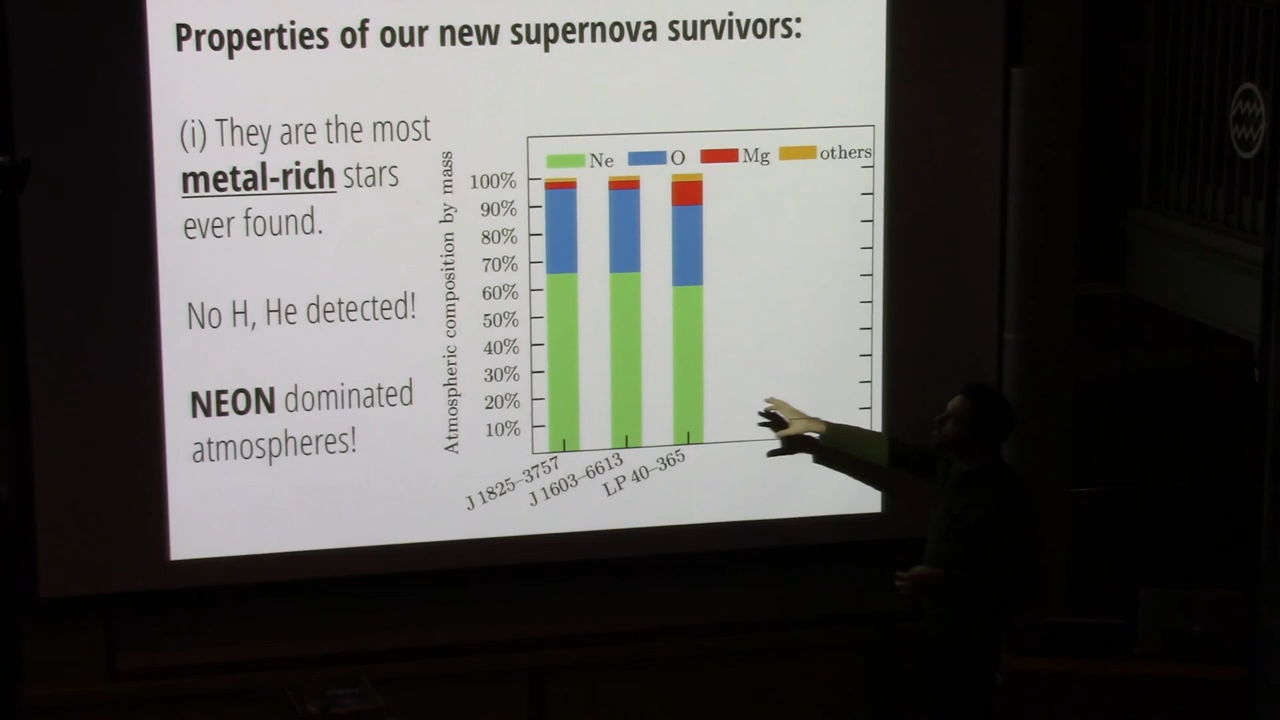 Properties of our new supernova survivors:
(i) They are the most
metal-rich stars
ever found.
No H, He detected!
NEON dominated
atmospheres!
Ne O Mg others
Atmospheric composition by mass
100%
90%
80%
70%
60%
50%
40%
30%
20%
10%
J 1825–3757
J 1603–6613
LP 40–365